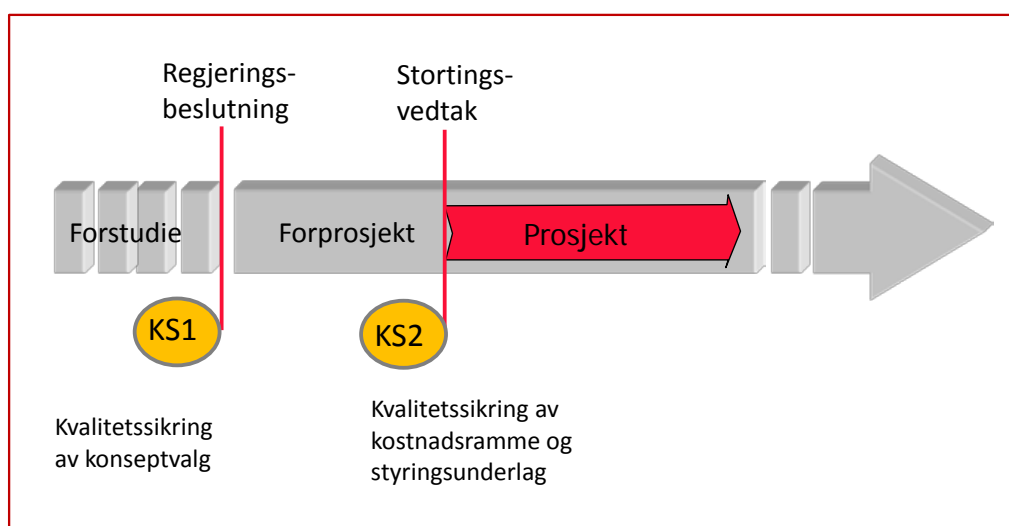 Regjerings-
beslutning
Stortings-
vedtak
Forstudie
Forprosjekt
Prosjekt
KS1
KS2
Kvalitetssikring
av konseptvalg
Kvalitetssikring av
kostnadsramme og
styringsunderlag